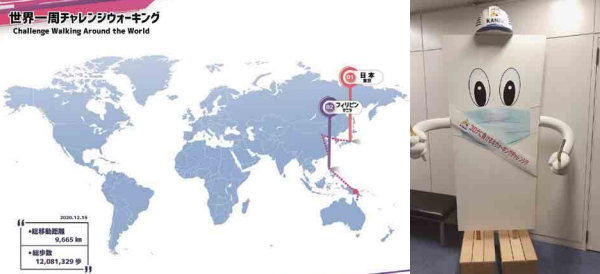 世界一周チャレンジウォーキング
Challenge Walking Around the World
01
日本
東京
02
フィリピン
マニラ
2020.12.15
•総移動距離
9,665 km
•総歩数
12,081,329 歩